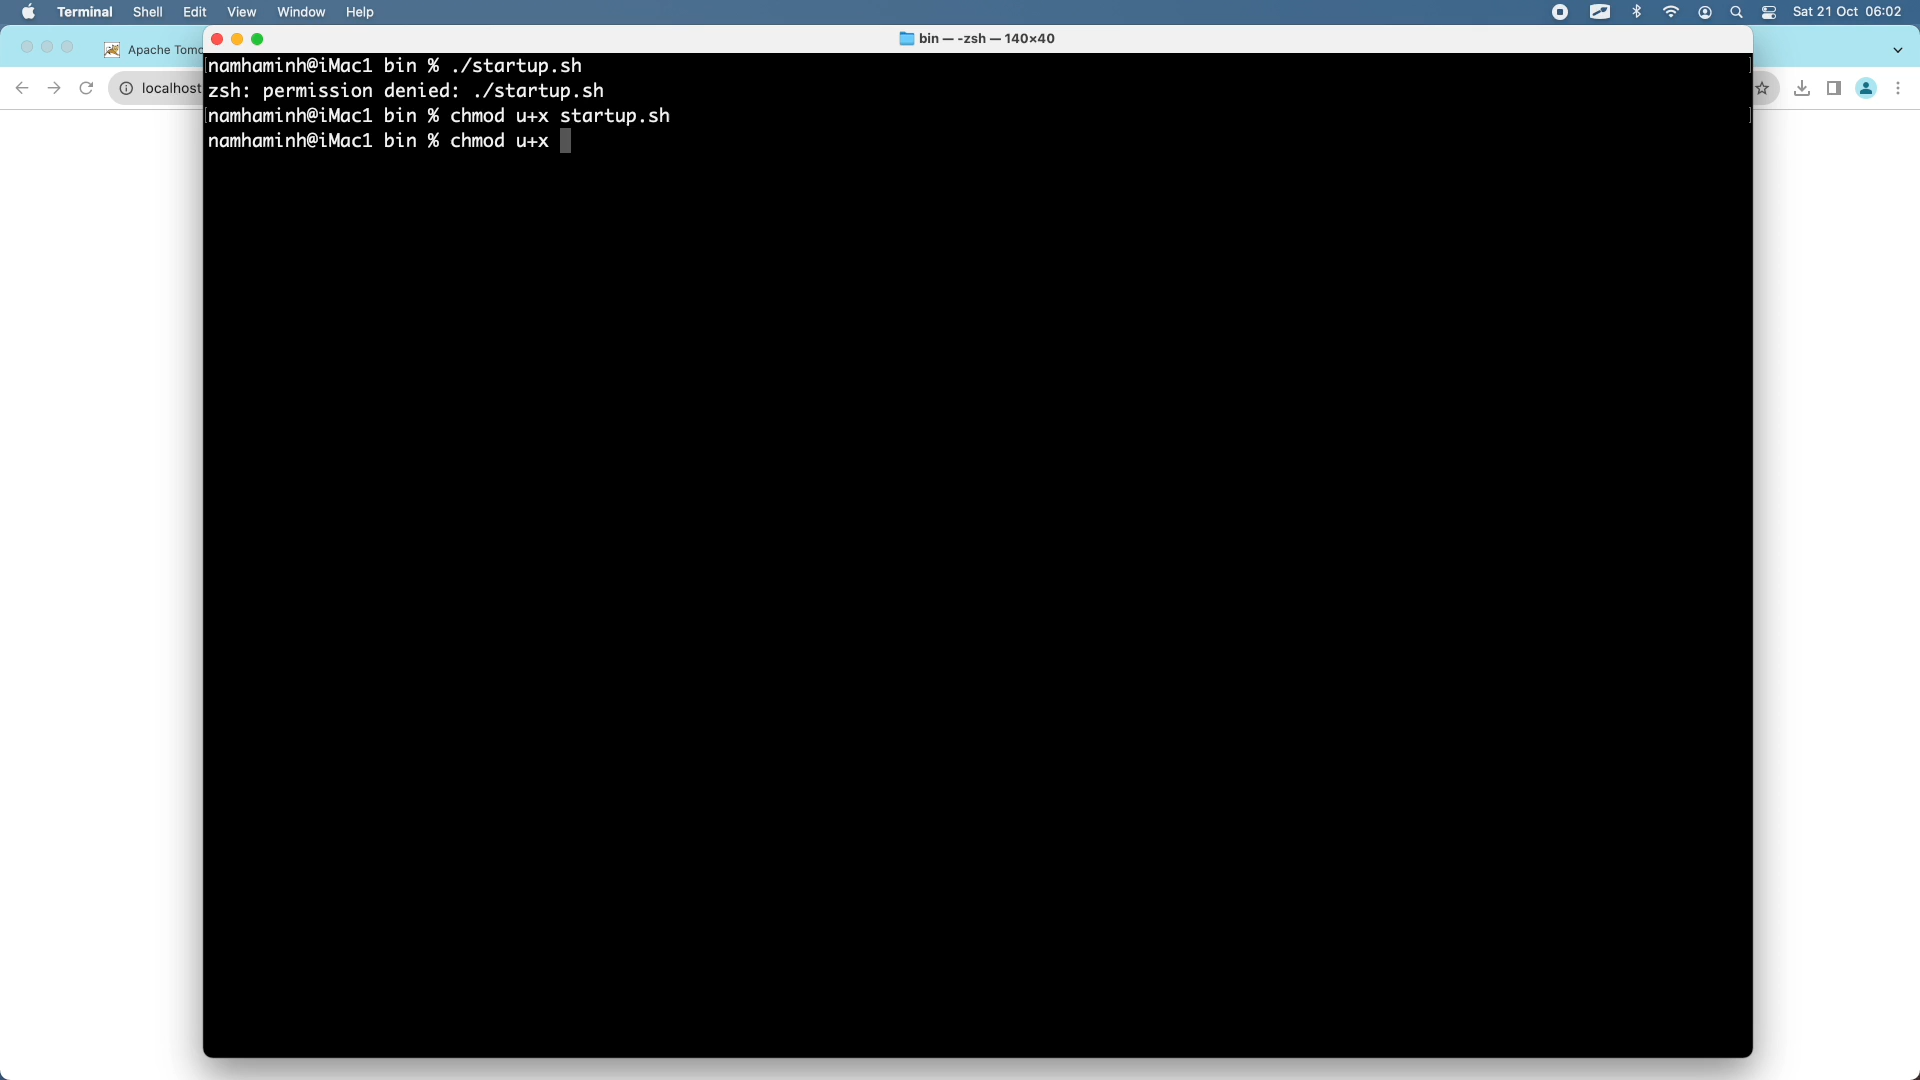 Terminal Shell Edit View Window Help Sat 21 Oct 06:02
Apache Tomc
bin — -zsh — 140×40
localhost
namhaminh@iMac1 bin % ./startup.sh
zsh: permission denied: ./startup.sh
namhaminh@iMac1 bin % chmod u+x startup.sh
namhaminh@iMac1 bin % chmod u+x